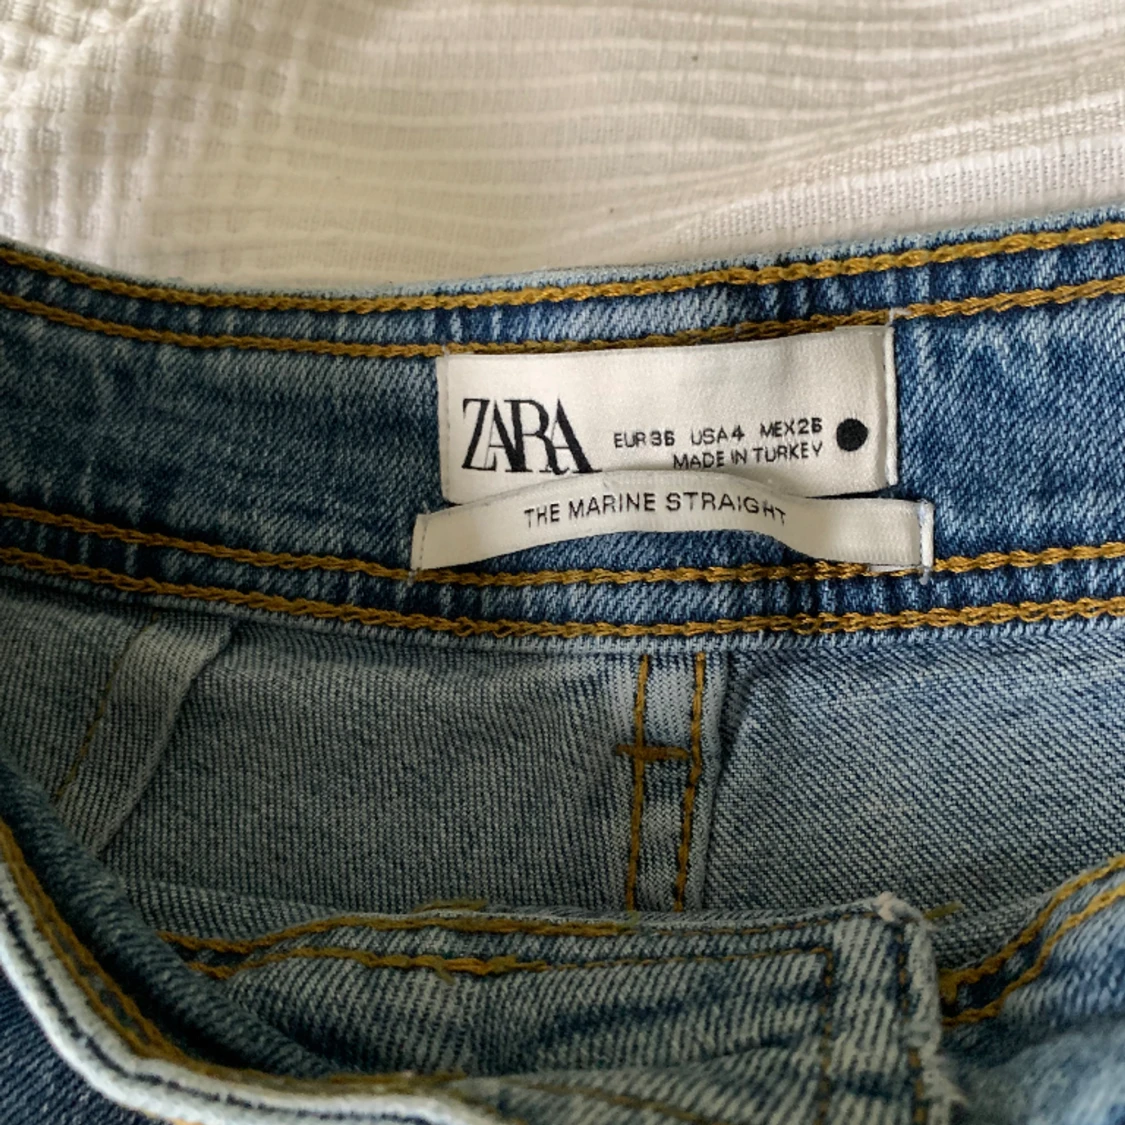 ZARA
EUR 36 USA 4 MEX 26
MADE IN TURKEY
THE MARINE STRAIGHT